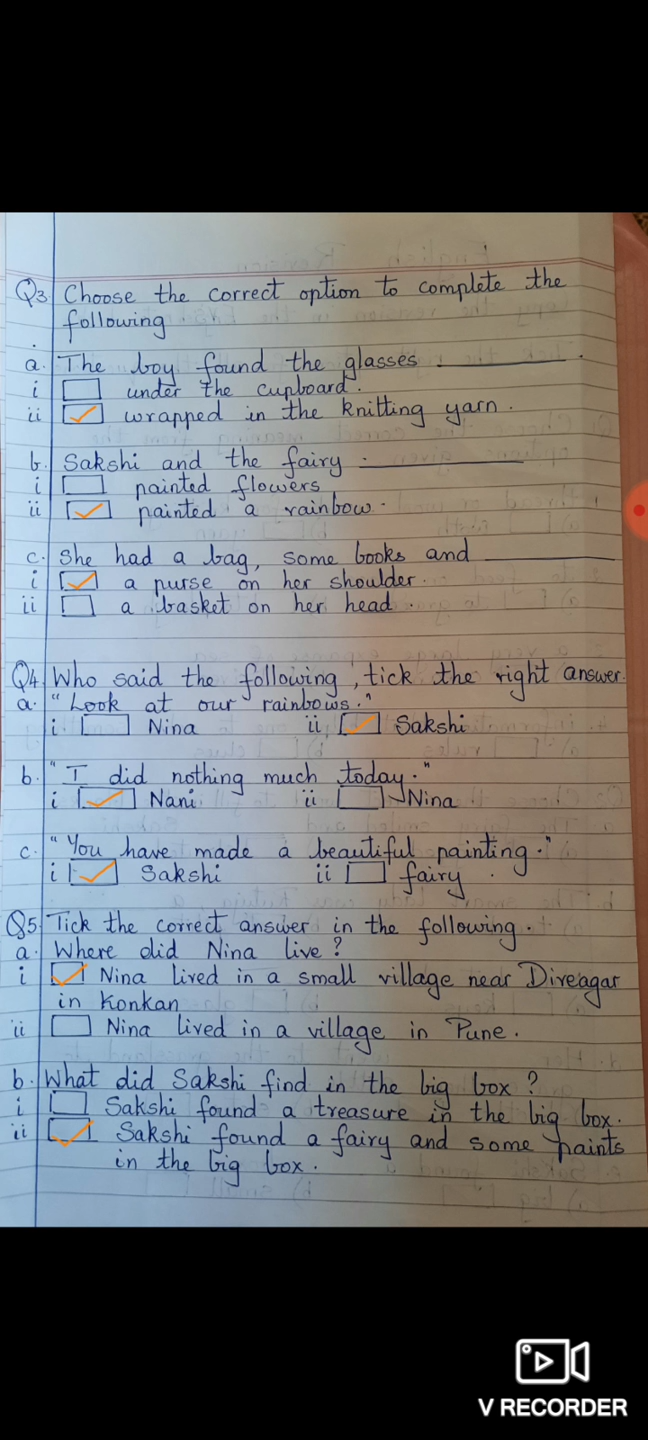 Q3 Choose the correct option to complete the
following
a. The boy found the glasses ________.
i ☐ under the cupboard.
ii ☑ wrapped in the knitting yarn.
b. Sakshi and the fairy ________
i ☐ painted flowers
ii ☑ painted a rainbow.
c. She had a bag, some books and ________
i ☑ a purse on her shoulder.
ii ☐ a basket on her head.
Q4. Who said the following, tick the right answer.
a. "Look at our rainbows."
i. ☐ Nina ii ☑ Sakshi
b. "I did nothing much today."
i ☑ Nani ii ☐ Nina
c. "You have made a beautiful painting."
i ☑ Sakshi ii ☐ fairy.
Q5 Tick the correct answer in the following.
a. Where did Nina live?
i ☑ Nina lived in a small village near Diveagar
in Konkan
ii ☐ Nina lived in a village in Pune.
b. What did Sakshi find in the big box?
i ☐ Sakshi found a treasure in the big box.
ii ☑ Sakshi found a fairy and some paints
in the big box.
V RECORDER